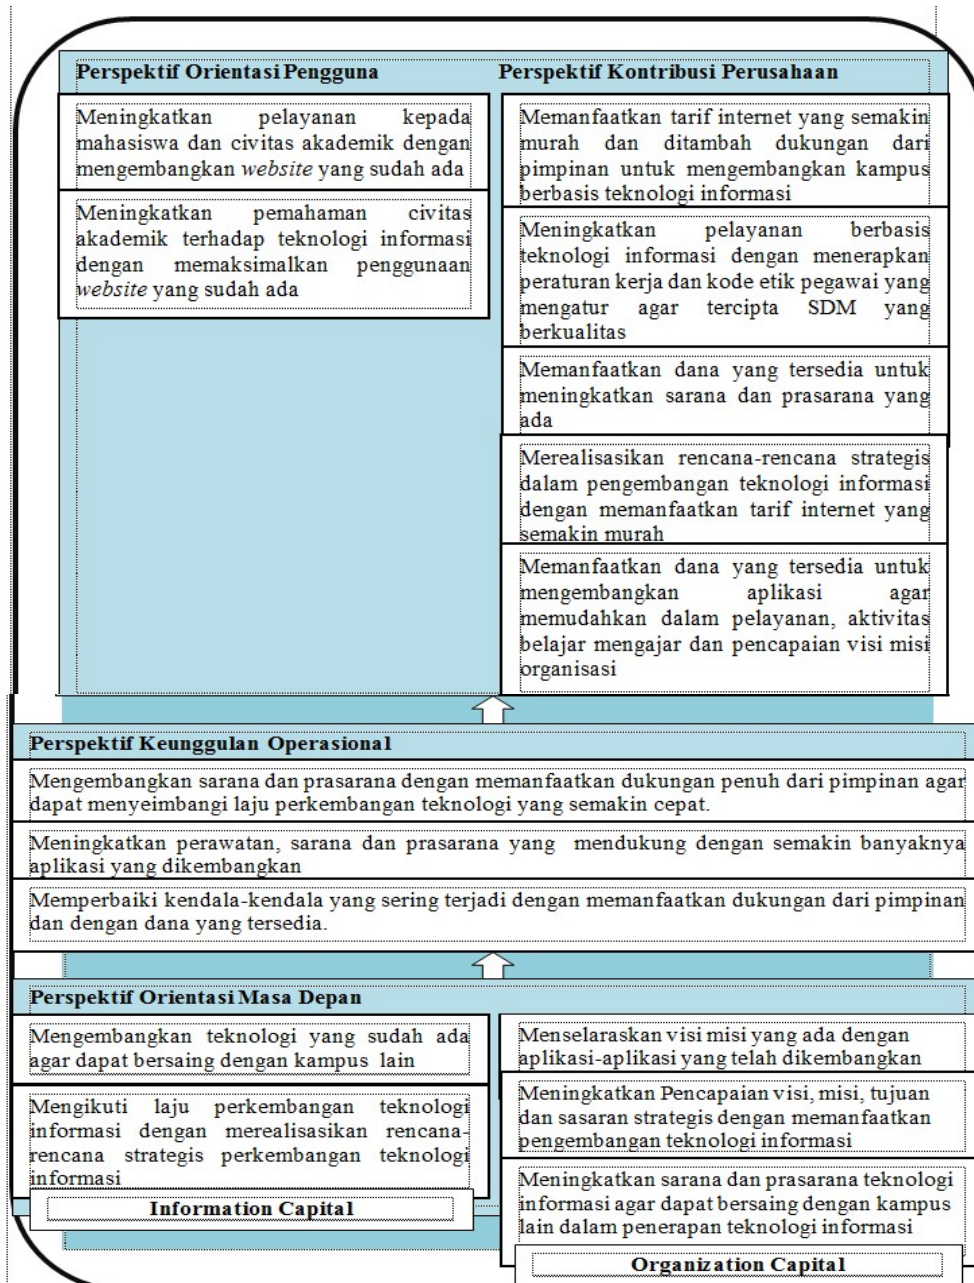 Perspektif Orientasi Pengguna
Meningkatkan pelayanan kepada
mahasiswa dan civitas akademik dengan
mengembangkan website yang sudah ada
Meningkatkan pemahaman civitas
akademik terhadap teknologi informasi
dengan memaksimalkan penggunaan
website yang sudah ada
Perspektif Kontribusi Perusahaan
Memanfaatkan tarif internet yang semakin
murah dan ditambah dukungan dari
pimpinan untuk mengembangkan kampus
berbasis teknologi informasi
Meningkatkan pelayanan berbasis
teknologi informasi dengan menerapkan
peraturan kerja dan kode etik pegawai yang
mengatur agar tercipta SDM yang
berkualitas
Memanfaatkan dana yang tersedia untuk
meningkatkan sarana dan prasarana yang
ada
Merealisasikan rencana-rencana strategis
dalam pengembangan teknologi informasi
dengan memanfaatkan tarif internet yang
semakin murah
Memanfaatkan dana yang tersedia untuk
mengembangkan aplikasi agar
memudahkan dalam pelayanan, aktivitas
belajar mengajar dan pencapaian visi misi
organisasi
Perspektif Keunggulan Operasional
Mengembangkan sarana dan prasarana dengan memanfaatkan dukungan penuh dari pimpinan agar
dapat menyeimbangi laju perkembangan teknologi yang semakin cepat.
Meningkatkan perawatan, sarana dan prasarana yang mendukung dengan semakin banyaknya
aplikasi yang dikembangkan
Memperbaiki kendala-kendala yang sering terjadi dengan memanfaatkan dukungan dari pimpinan
dan dengan dana yang tersedia.
Perspektif Orientasi Masa Depan
Mengembangkan teknologi yang sudah ada
agar dapat bersaing dengan kampus lain
Mengikuti laju perkembangan teknologi
informasi dengan merealisasikan rencana-
rencana strategis perkembangan teknologi
informasi
Information Capital
Menselaraskan visi misi yang ada dengan
aplikasi-aplikasi yang telah dikembangkan
Meningkatkan Pencapaian visi, misi, tujuan
dan sasaran strategis dengan memanfaatkan
pengembangan teknologi informasi
Meningkatkan sarana dan prasarana teknologi
informasi agar dapat bersaing dengan kampus
lain dalam penerapan teknologi informasi
Organization Capital